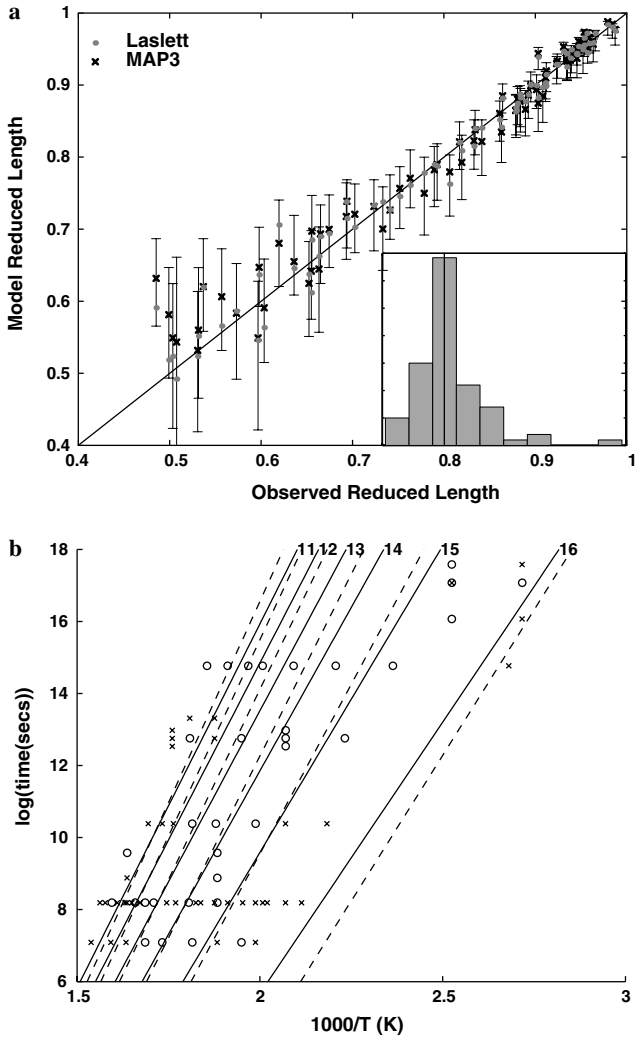 a
1
0.9
0.8
0.7
0.6
0.5
0.4
Model Reduced Length
Laslett
MAP3
0.4 0.5 0.6 0.7 0.8 0.9 1
Observed Reduced Length
b
18
16
14
12
10
8
6
log(time(secs))
11 12 13 14 15 16
1.5 2 2.5 3
1000/T (K)